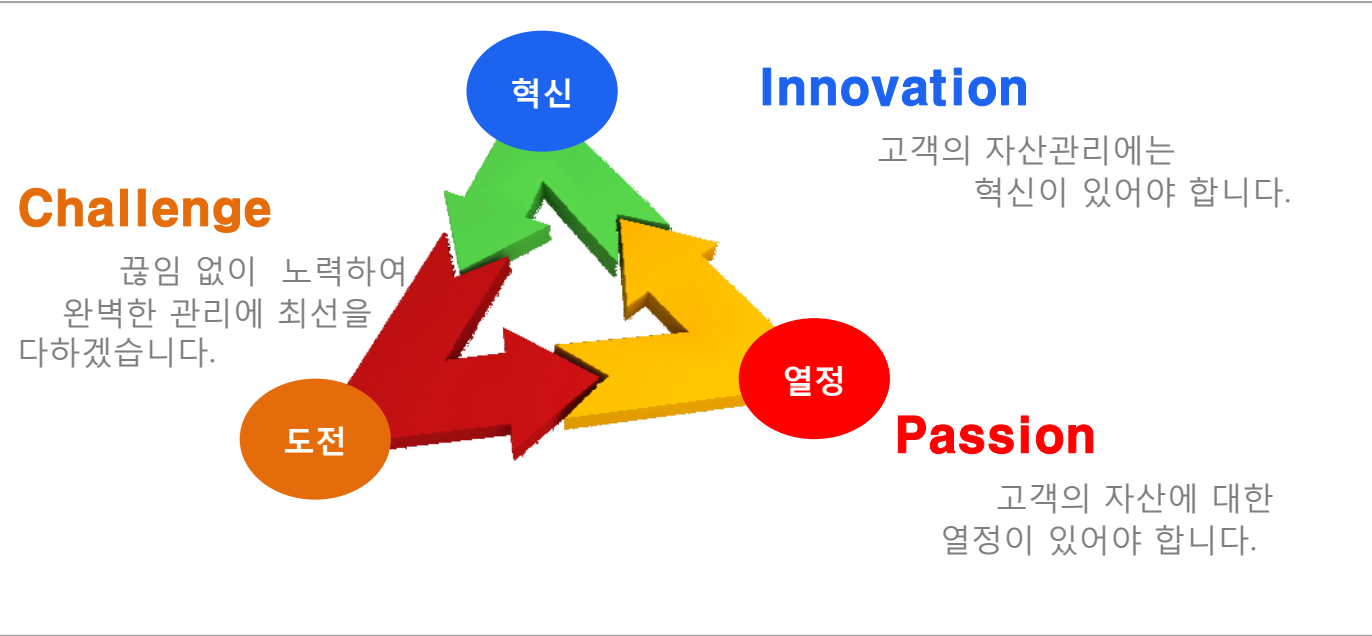 혁신
Innovation
고객의 자산관리에는
혁신이 있어야 합니다.
Challenge
끊임 없이 노력하여
완벽한 관리에 최선을
다하겠습니다.
도전
열정
Passion
고객의 자산에 대한
열정이 있어야 합니다.